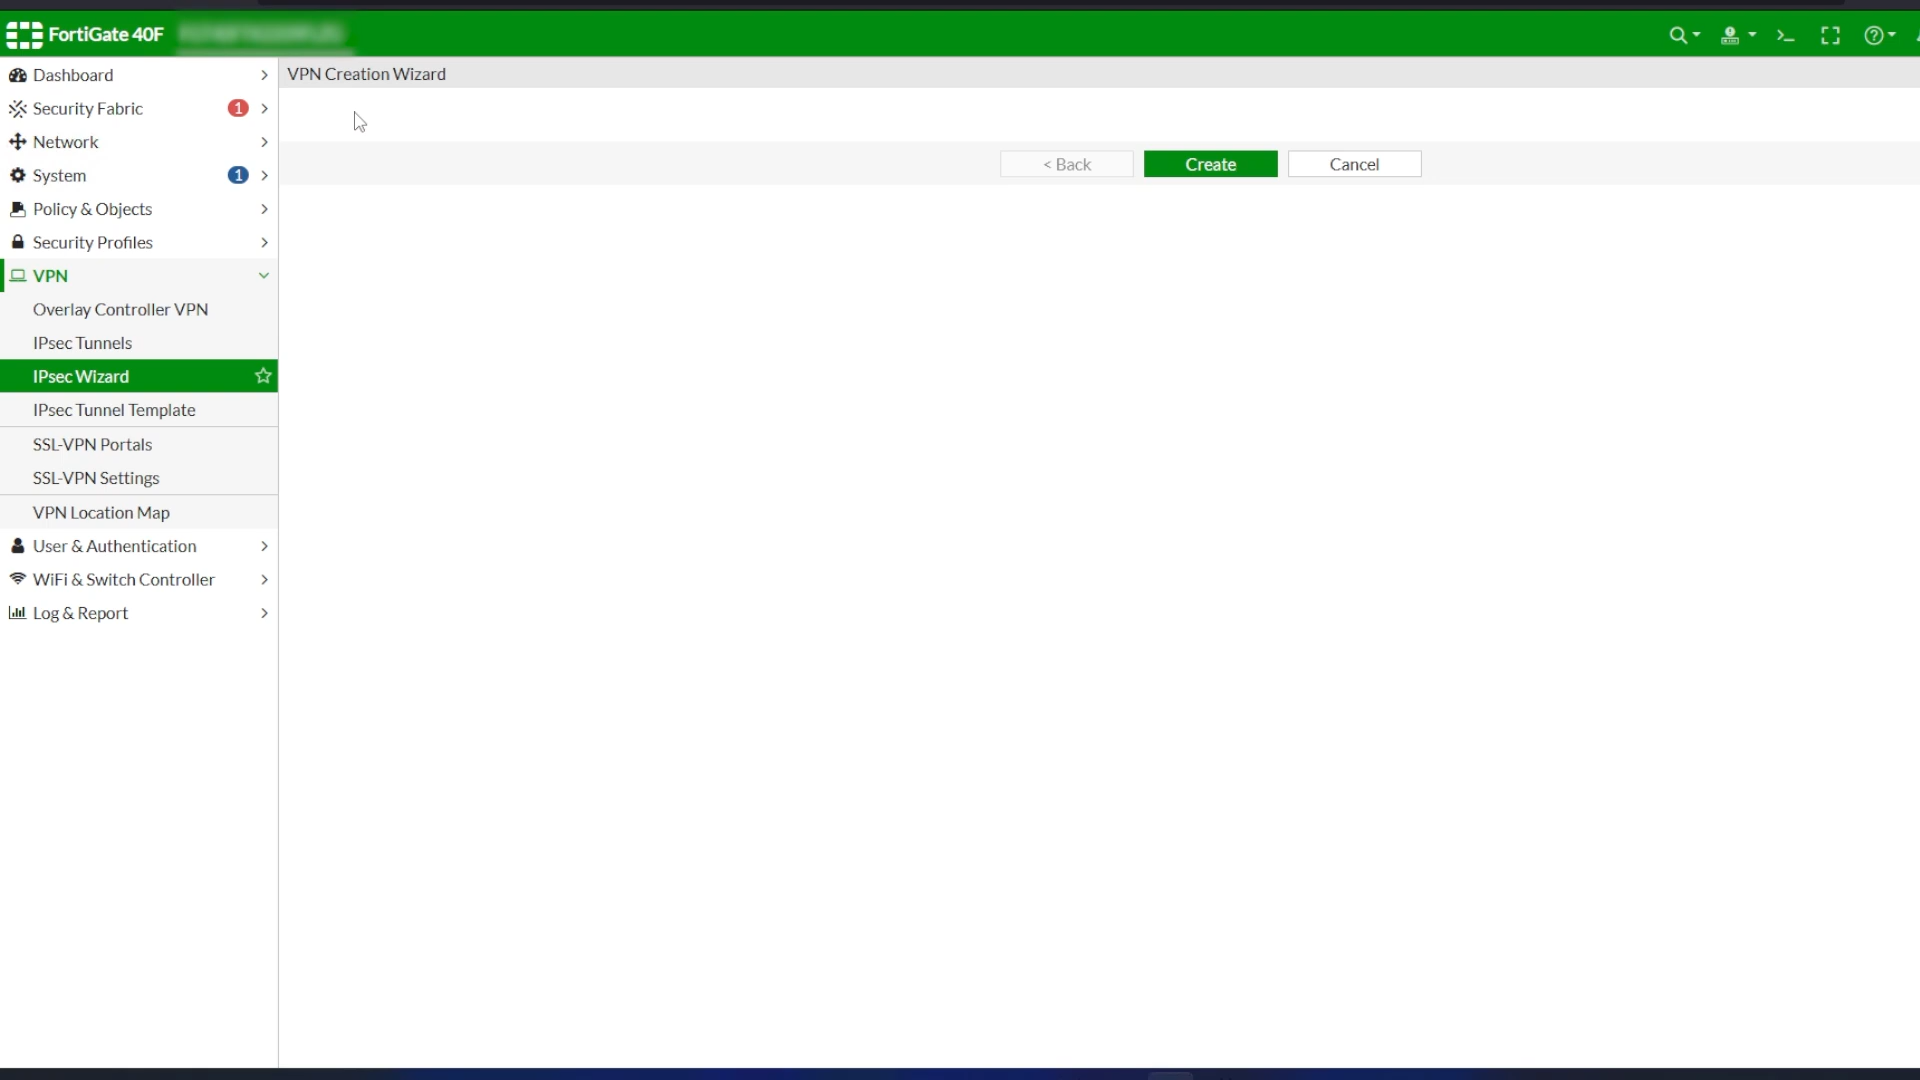 FortiGate 40F
Dashboard
Security Fabric 1
Network
System 1
Policy & Objects
Security Profiles
VPN
Overlay Controller VPN
IPsec Tunnels
IPsec Wizard
IPsec Tunnel Template
SSL-VPN Portals
SSL-VPN Settings
VPN Location Map
User & Authentication
WiFi & Switch Controller
Log & Report
VPN Creation Wizard
< Back Create Cancel